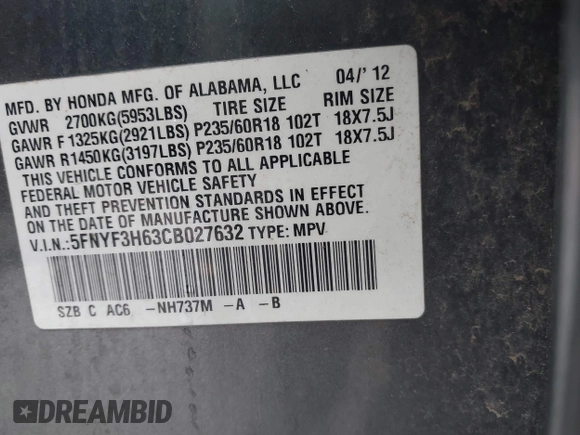 MFD. BY HONDA MFG. OF ALABAMA, LLC 04/' 12
GVWR 2700KG(5953LBS) TIRE SIZE RIM SIZE
GAWR F 1325KG(2921LBS) P235/60R18 102T 18X7.5J
GAWR R1450KG(3197LBS) P235/60R18 102T 18X7.5J
THIS VEHICLE CONFORMS TO ALL APPLICABLE
FEDERAL MOTOR VEHICLE SAFETY
AND THEFT PREVENTION STANDARDS IN EFFECT
ON THE DATE OF MANUFACTURE SHOWN ABOVE.
V.I.N.:5FNYF3H63CB027632 TYPE: MPV
SZB C AC6 -NH737M -A -B
DREAMBID